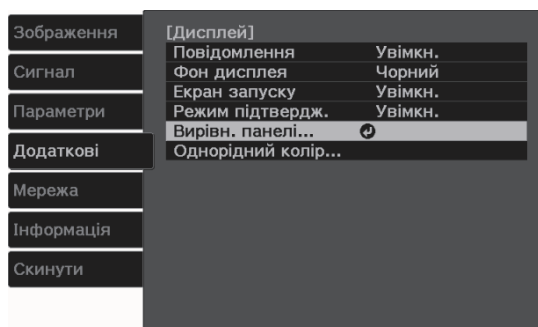 Зображення
Сигнал
Параметри
Додаткові
Мережа
Інформація
Скинути
[Дисплей]
Повідомлення Увімкн.
Фон дисплея Чорний
Екран запуску Увімкн.
Режим підтвердж. Увімкн.
Вирівн. панелі...
Однорідний колір...